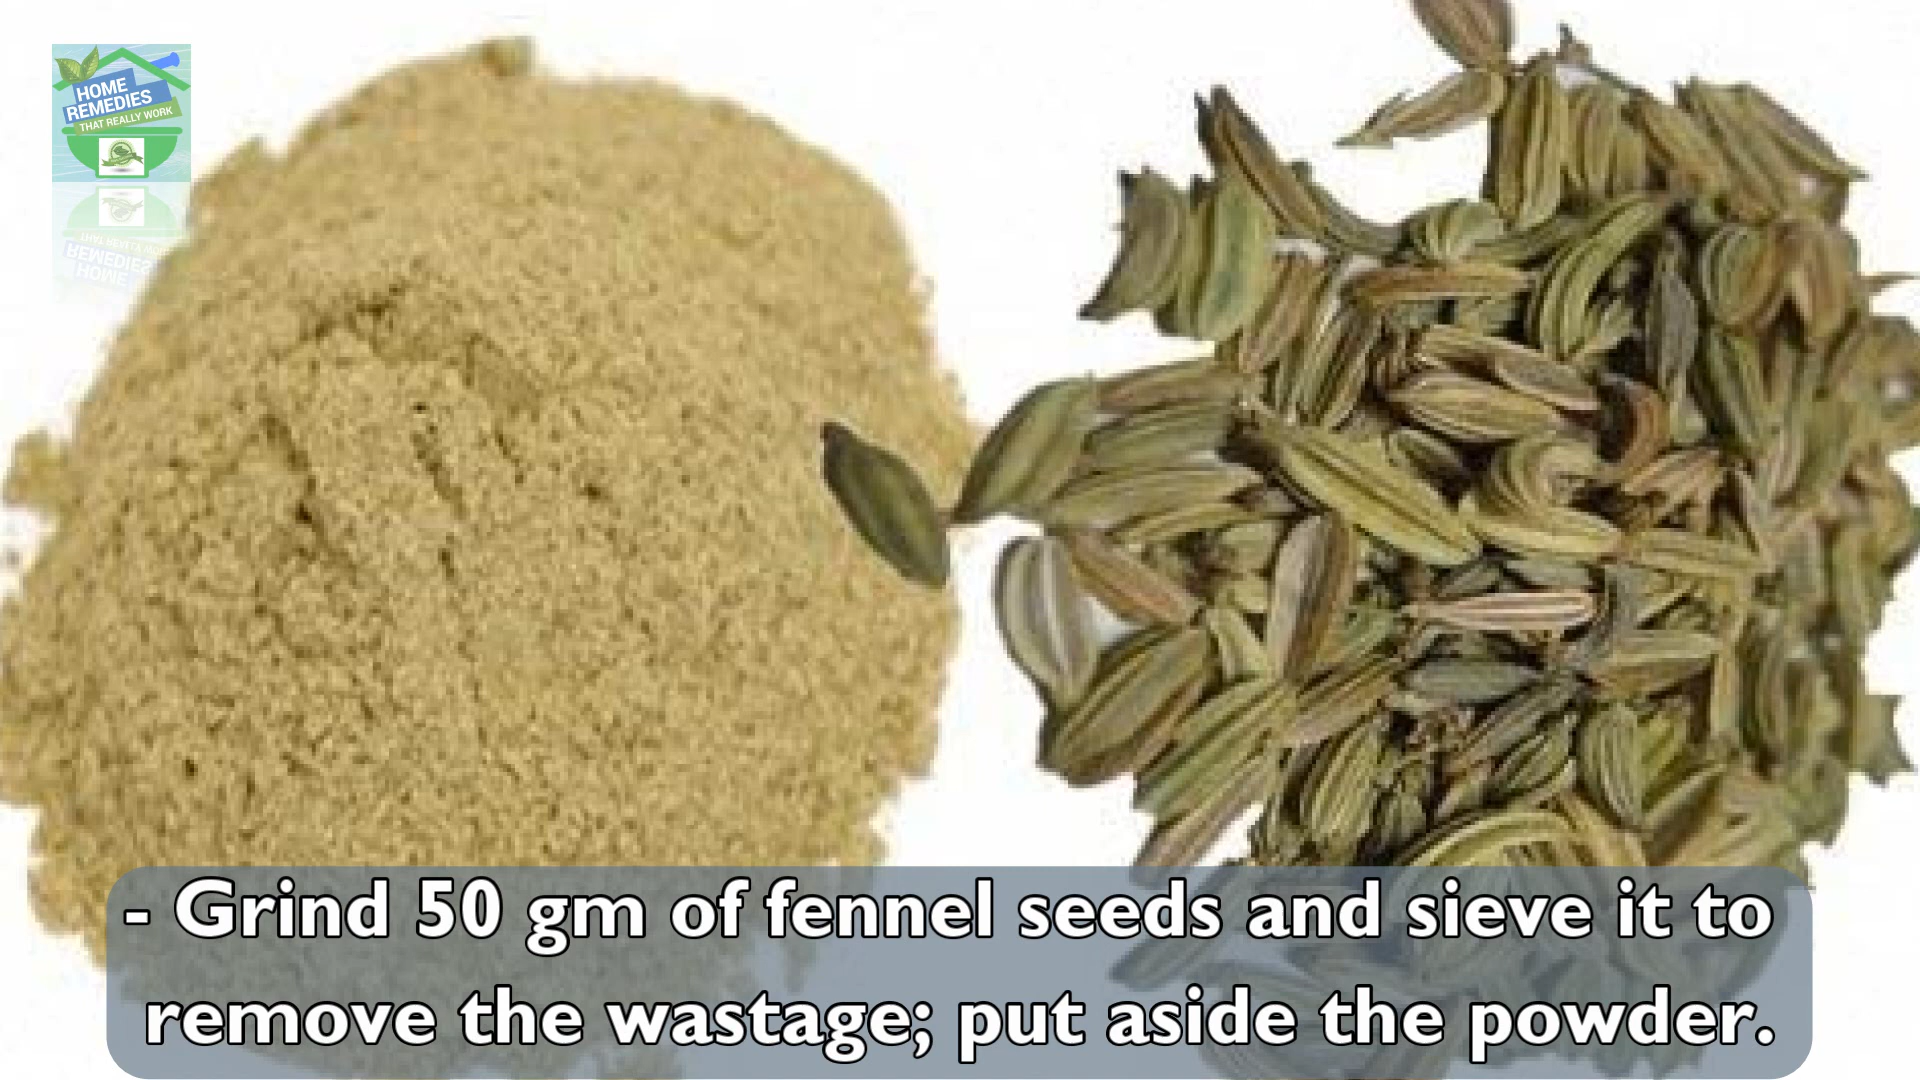 HOME
REMEDIES
THAT REALLY WORK
- Grind 50 gm of fennel seeds and sieve it to
remove the wastage; put aside the powder.